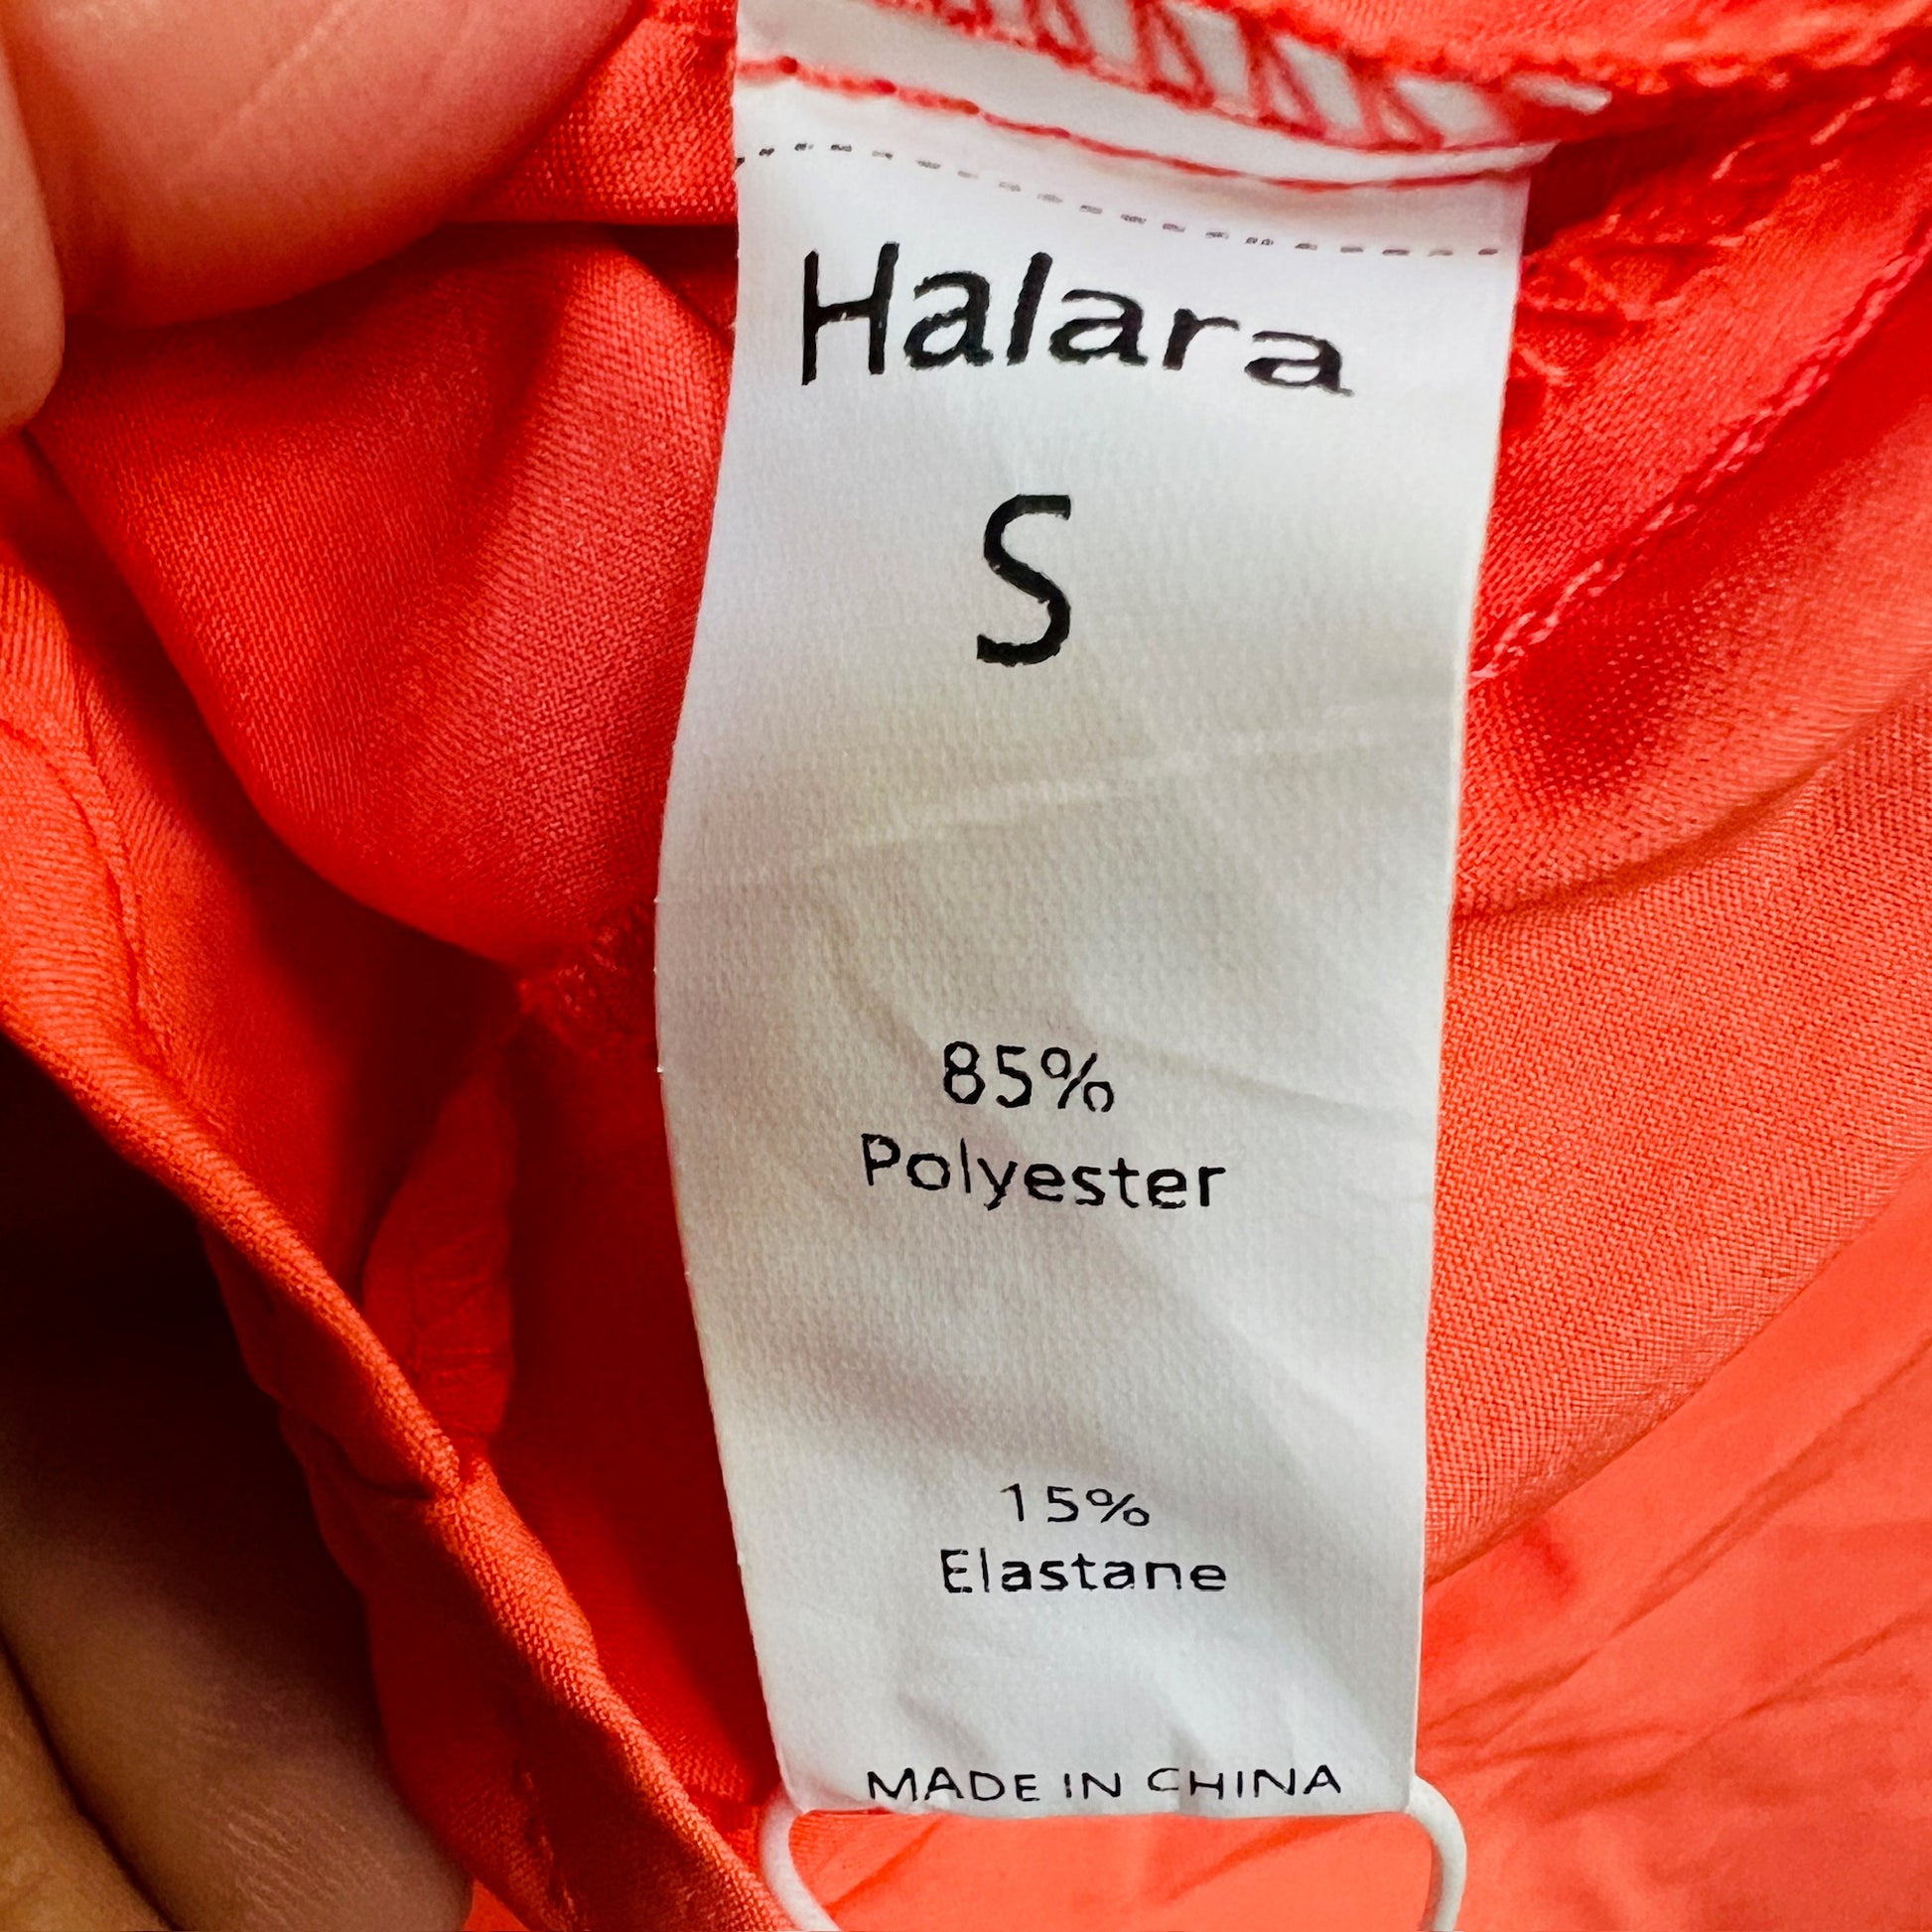 Halara
S
85%
Polyester
15%
Elastane
MADE IN CHINA